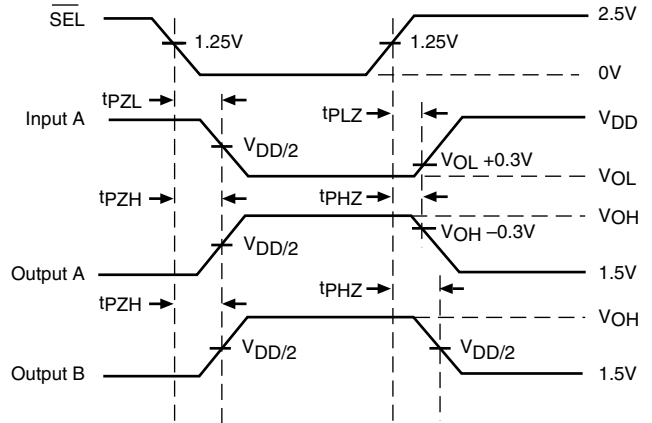 SEL 1.25V 1.25V 2.5V
0V
tPZL tPLZ
Input A VDD/2 VOL +0.3V VDD
VOL
tPZH tPHZ VOH
VDD/2 VOH –0.3V
Output A 1.5V
tPZH tPHZ VOH
VDD/2 VDD/2
Output B 1.5V